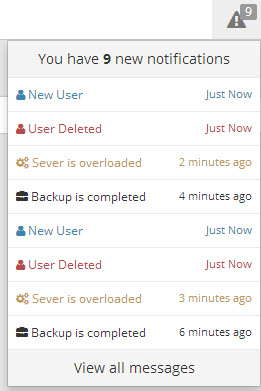 9
You have 9 new notifications
New User Just Now
User Deleted Just Now
Sever is overloaded 2 minutes ago
Backup is completed 4 minutes ago
New User Just Now
User Deleted Just Now
Sever is overloaded 3 minutes ago
Backup is completed 6 minutes ago
View all messages